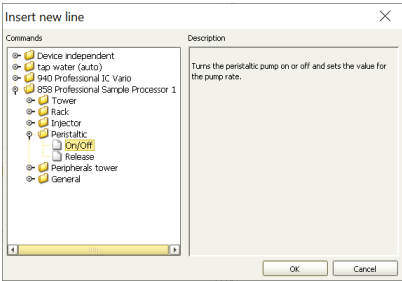 Insert new line
Commands
Description
Device independent
tap water (auto)
940 Professional IC Vario
858 Professional Sample Processor 1
Tower
Rack
Injector
Peristaltic
On/Off
Release
Peripherals tower
General
Turns the peristaltic pump on or off and sets the value for
the pump rate.
OK
Cancel